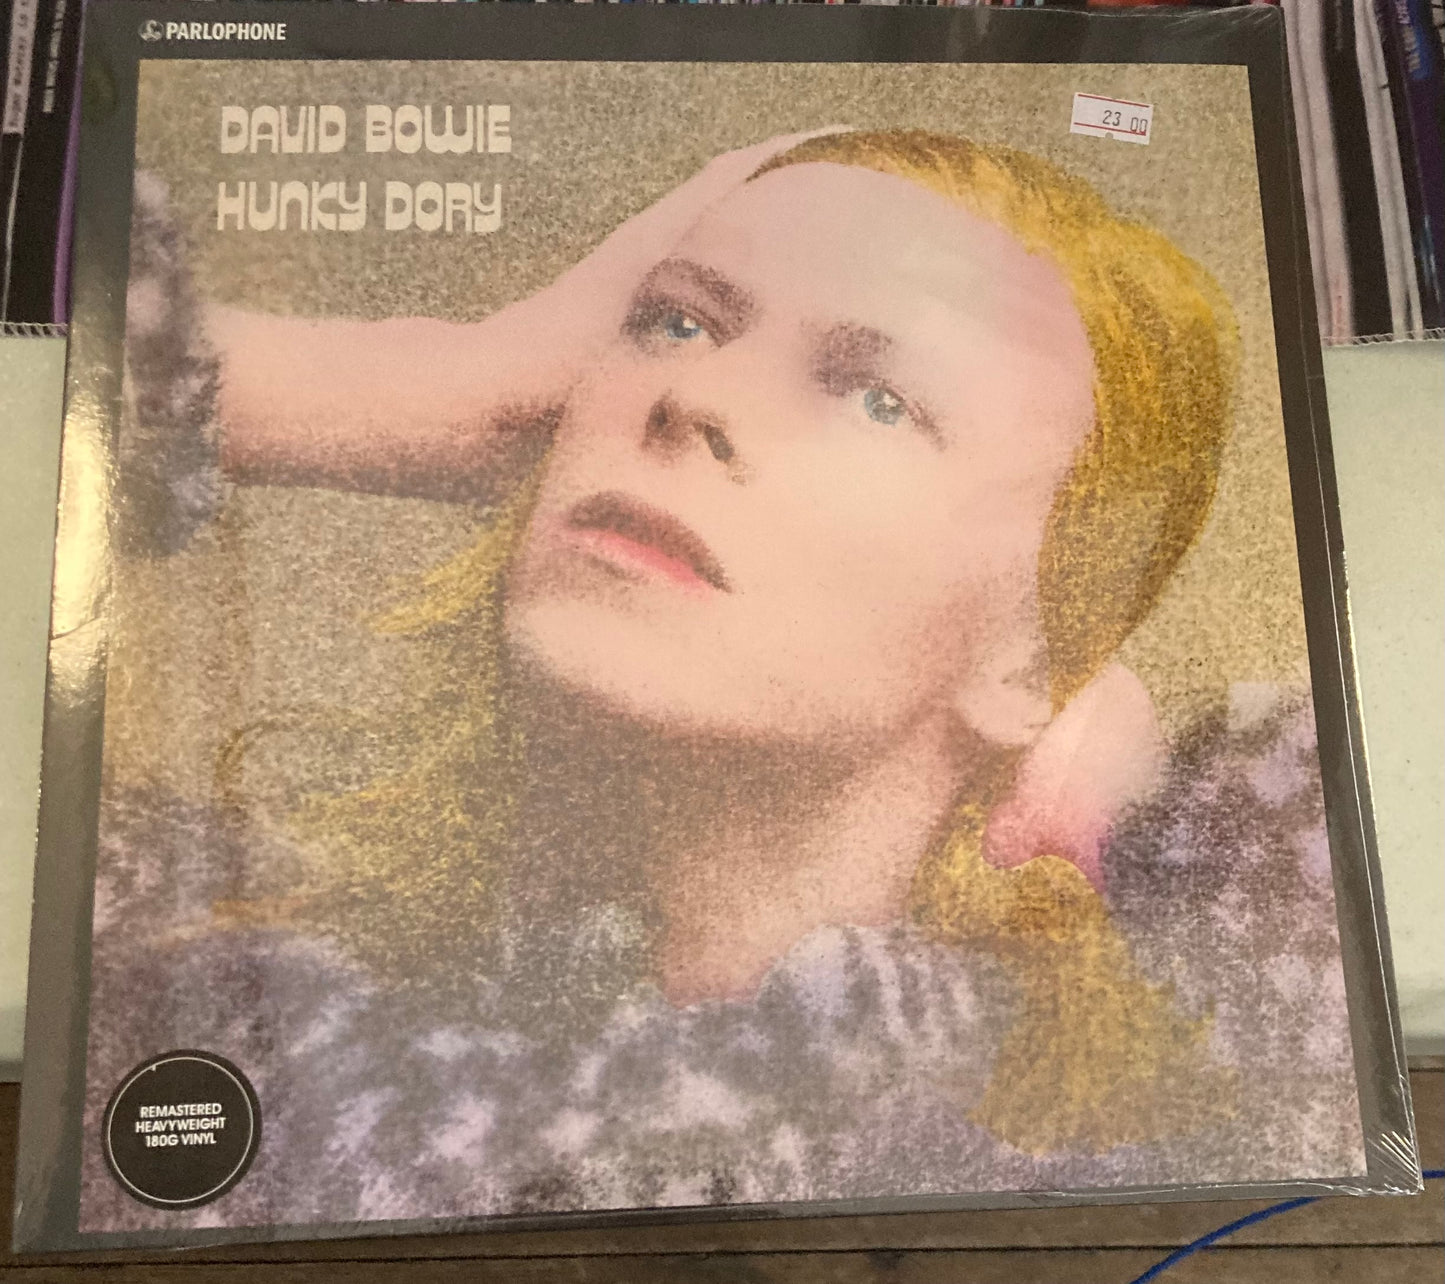 PARLOPHONE
DAVID BOWIE
HUNKY DORY
23 00
REMASTERED
HEAVYWEIGHT
180G VINYL